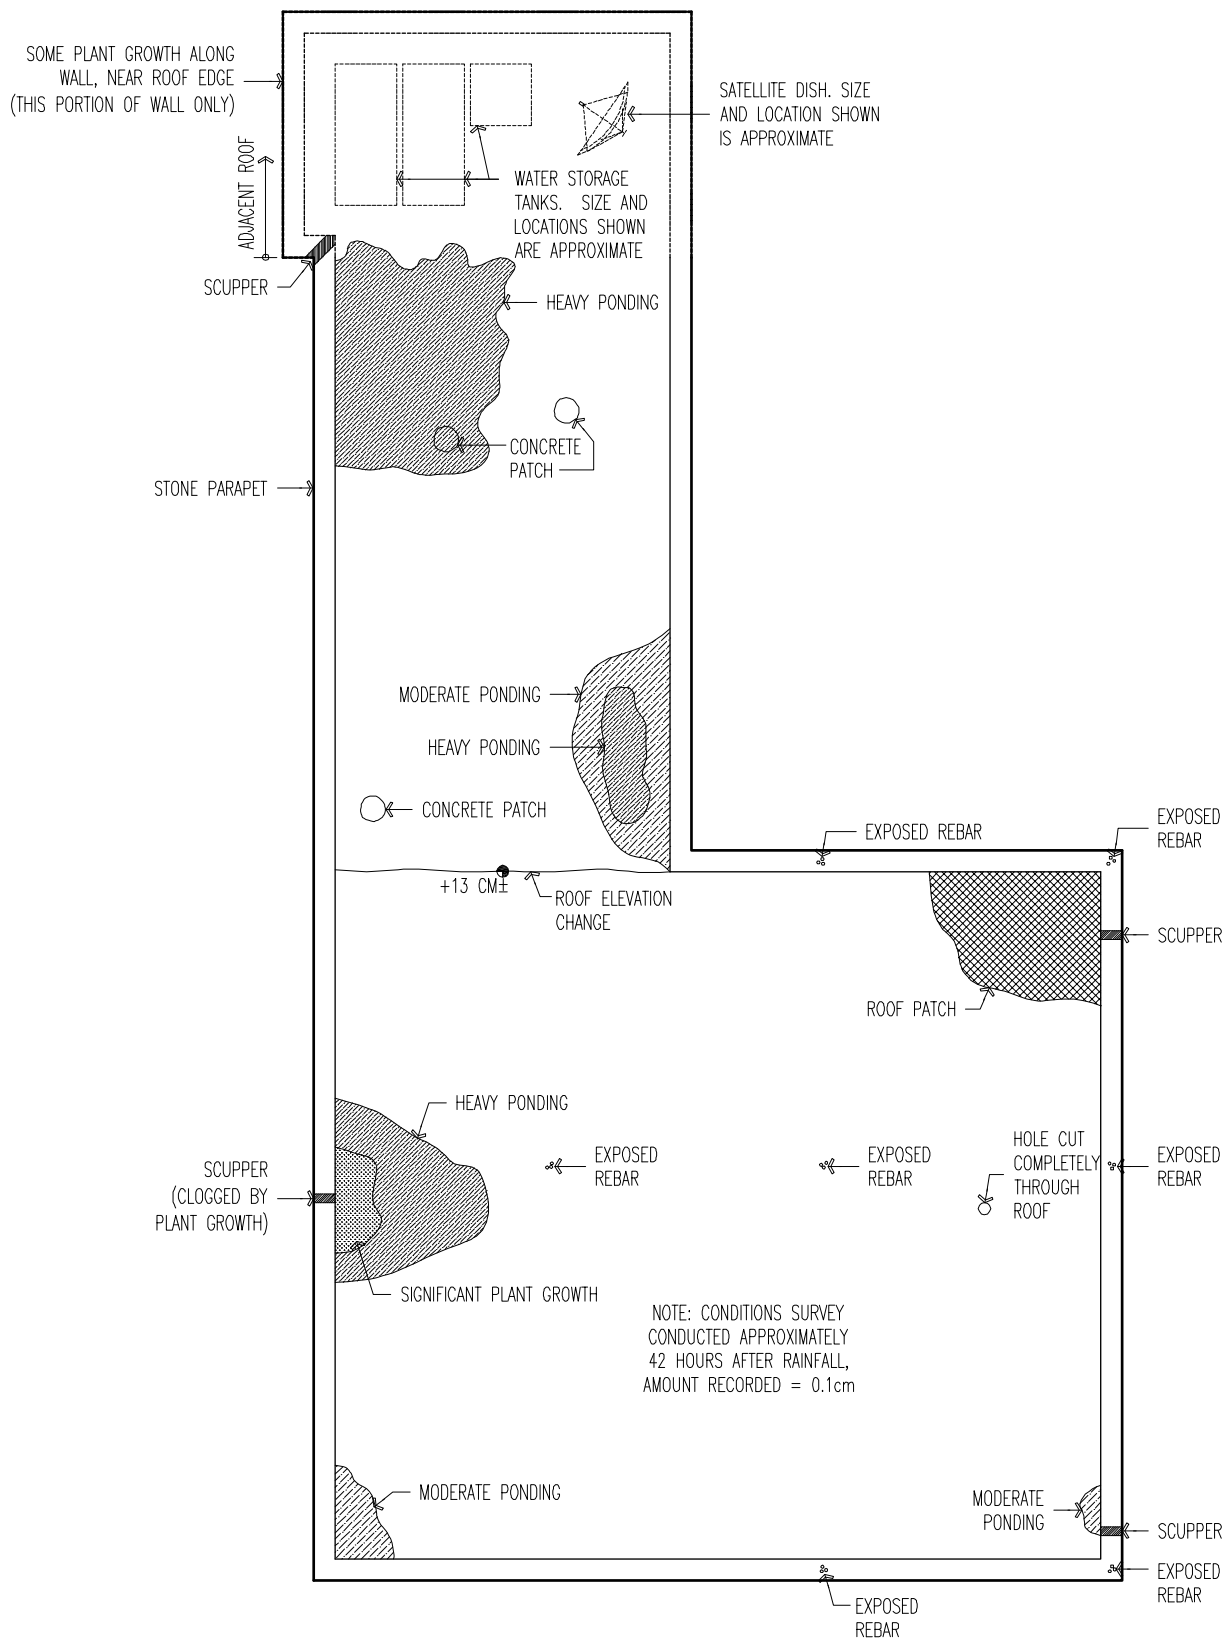 SOME PLANT GROWTH ALONG
WALL, NEAR ROOF EDGE
(THIS PORTION OF WALL ONLY)
SATELLITE DISH. SIZE
AND LOCATION SHOWN
IS APPROXIMATE
ADJACENT ROOF
WATER STORAGE
TANKS. SIZE AND
LOCATIONS SHOWN
ARE APPROXIMATE
SCUPPER
HEAVY PONDING
CONCRETE
PATCH
STONE PARAPET
MODERATE PONDING
HEAVY PONDING
CONCRETE PATCH
EXPOSED REBAR
EXPOSED
REBAR
+13 CM±
ROOF ELEVATION
CHANGE
SCUPPER
ROOF PATCH
HEAVY PONDING
SCUPPER
(CLOGGED BY
PLANT GROWTH)
EXPOSED
REBAR
EXPOSED
REBAR
HOLE CUT
COMPLETELY
THROUGH
ROOF
EXPOSED
REBAR
SIGNIFICANT PLANT GROWTH
NOTE: CONDITIONS SURVEY
CONDUCTED APPROXIMATELY
42 HOURS AFTER RAINFALL,
AMOUNT RECORDED = 0.1cm
MODERATE PONDING
MODERATE
PONDING
SCUPPER
EXPOSED
REBAR
EXPOSED
REBAR